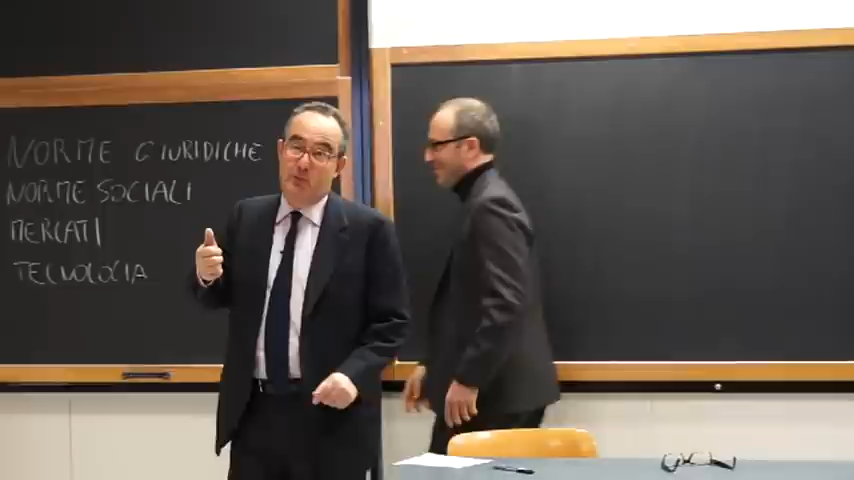 NORME GIURIDICHE
NORME SOCIALI
MERCATI
TECNOLOGIA